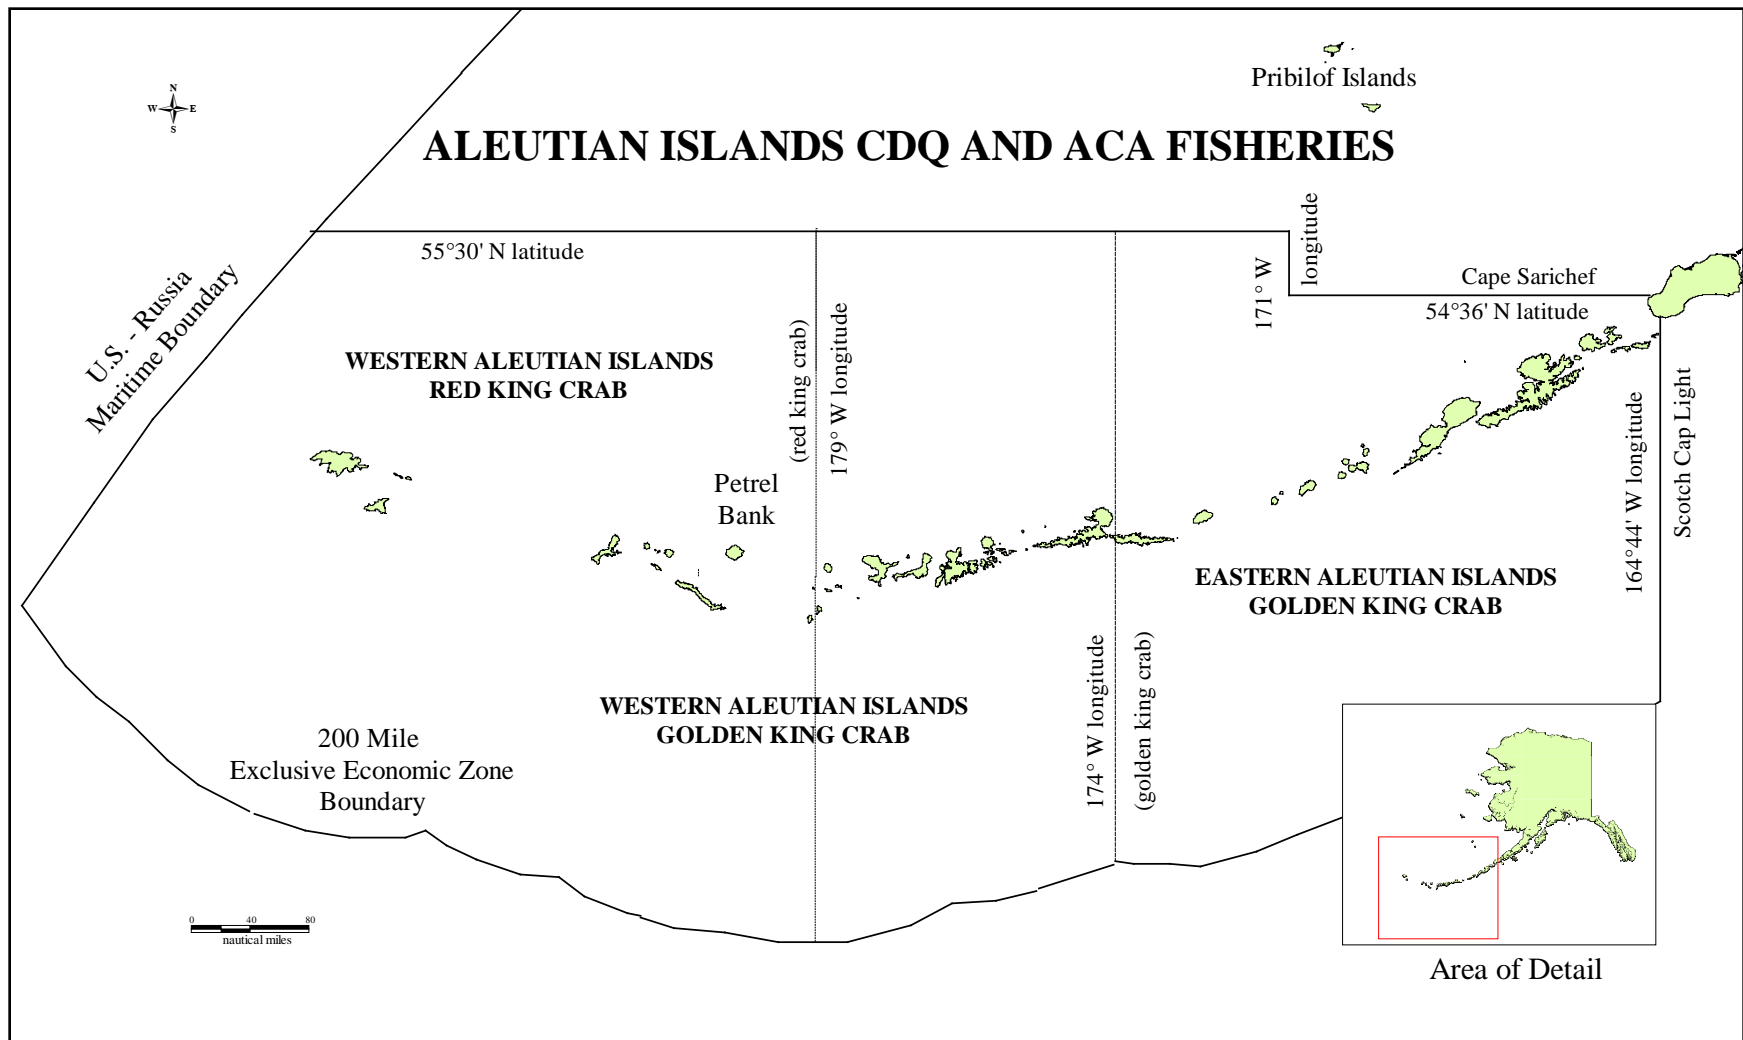 Pribilof Islands
N
W E
S
ALEUTIAN ISLANDS CDQ AND ACA FISHERIES
55°30' N latitude
171° W
longitude
Cape Sarichef
54°36' N latitude
U.S. - Russia
Maritime Boundary
WESTERN ALEUTIAN ISLANDS
RED KING CRAB
(red king crab)
179° W longitude
164°44' W longitude
Scotch Cap Light
Petrel
Bank
EASTERN ALEUTIAN ISLANDS
GOLDEN KING CRAB
174° W longitude
(golden king crab)
WESTERN ALEUTIAN ISLANDS
GOLDEN KING CRAB
200 Mile
Exclusive Economic Zone
Boundary
0 40 80
nautical miles
Area of Detail